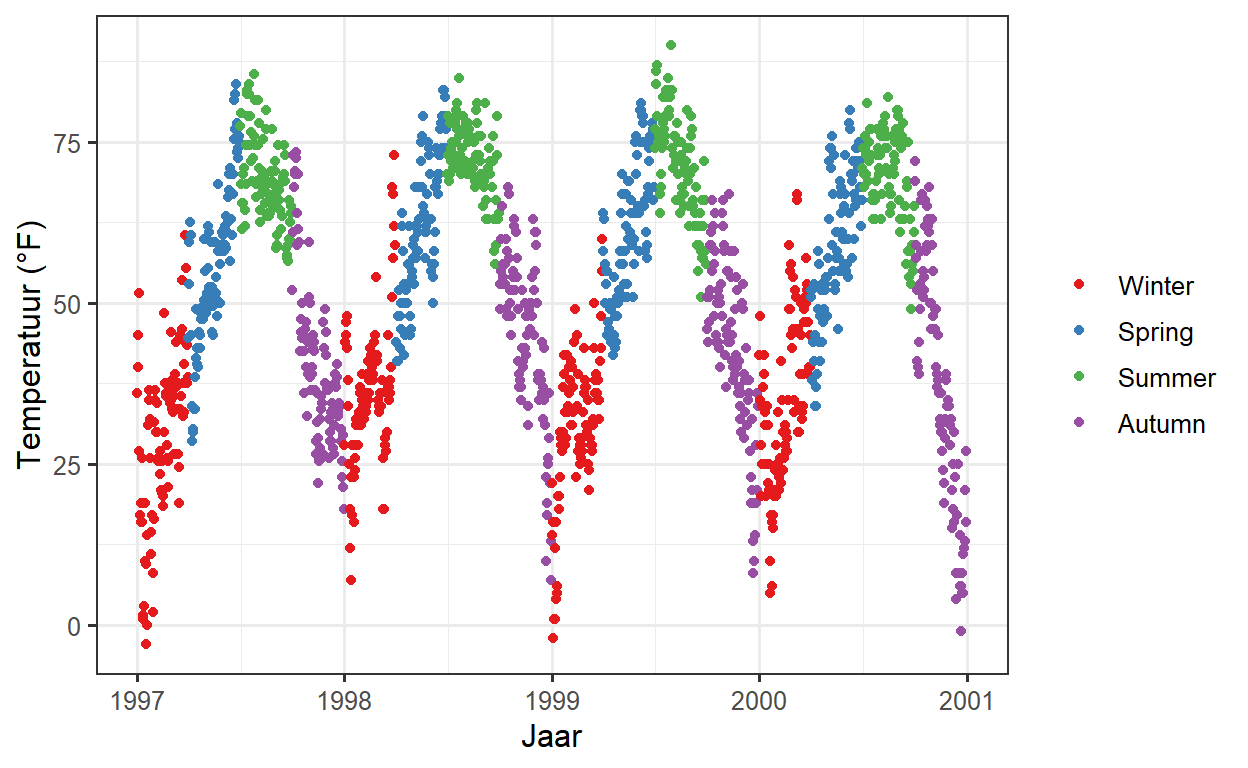 Temperatuur (°F)
75
50
25
0
1997 1998 1999 2000 2001
Jaar
Winter
Spring
Summer
Autumn